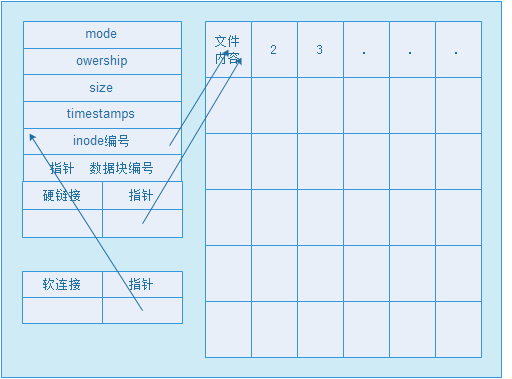 mode
owership
size
timestamps
inode编号
指针 数据块编号
硬链接 指针
软连接 指针
文件 2 3 . . .
内容